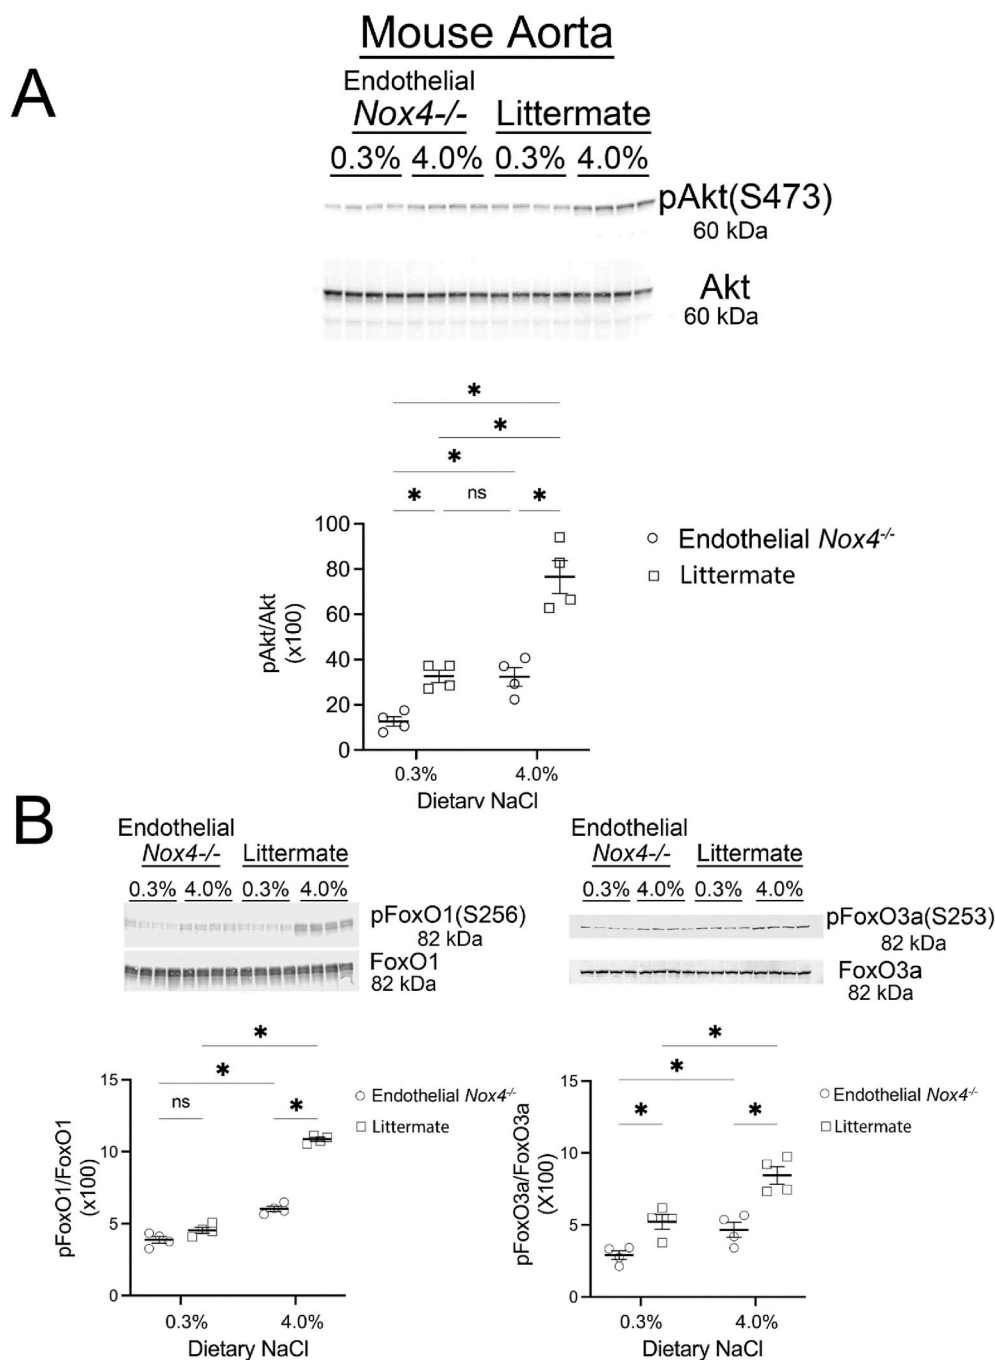 Mouse Aorta
A
Endothelial
Nox4-/- Littermate
0.3% 4.0% 0.3% 4.0%
pAkt(S473)
60 kDa
Akt
60 kDa
*
*
*
* ns *
100
80
60
40
20
0
pAkt/Akt
(x100)
0.3% 4.0%
Dietary NaCl
Endothelial Nox4-/-
Littermate
B
Endothelial
Nox4-/- Littermate
0.3% 4.0% 0.3% 4.0%
pFoxO1(S256)
82 kDa
FoxO1
82 kDa
*
*
ns *
15
10
5
0
pFoxO1/FoxO1
(x100)
0.3% 4.0%
Dietary NaCl
Endothelial Nox4-/-
Littermate
Endothelial
Nox4-/- Littermate
0.3% 4.0% 0.3% 4.0%
pFoxO3a(S253)
82 kDa
FoxO3a
82 kDa
*
*
* *
15
10
5
0
pFoxO3a/FoxO3a
(X100)
0.3% 4.0%
Dietary NaCl
Endothelial Nox4-/-
Littermate